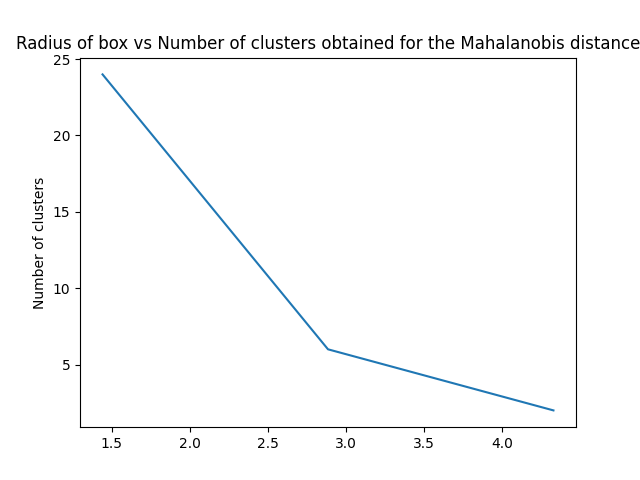 Radius of box vs Number of clusters obtained for the Mahalanobis distance
25
20
15
10
5
Number of clusters
1.5 2.0 2.5 3.0 3.5 4.0